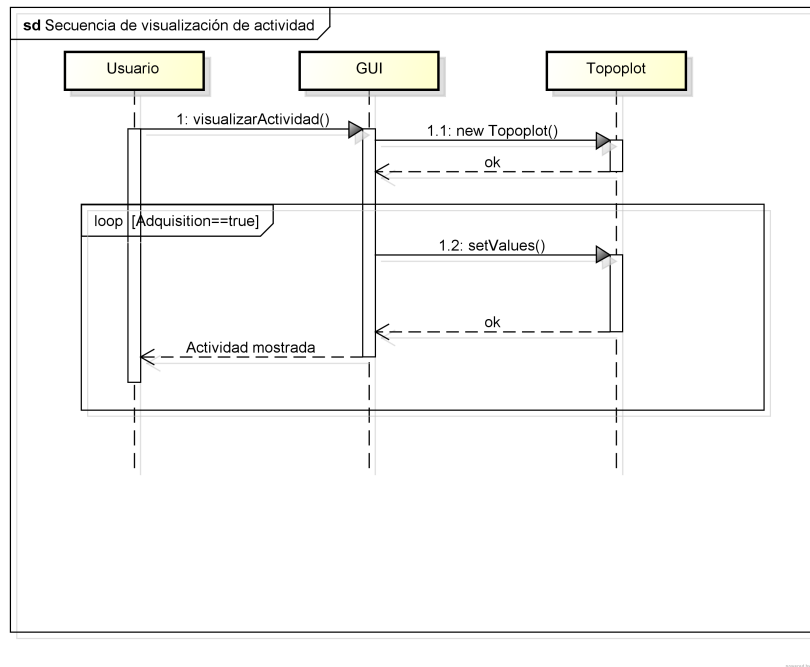 sd Secuencia de visualización de actividad
Usuario
GUI
Topoplot
1: visualizarActividad()
1.1: new Topoplot()
ok
loop [Adquisition==true]
1.2: setValues()
ok
Actividad mostrada